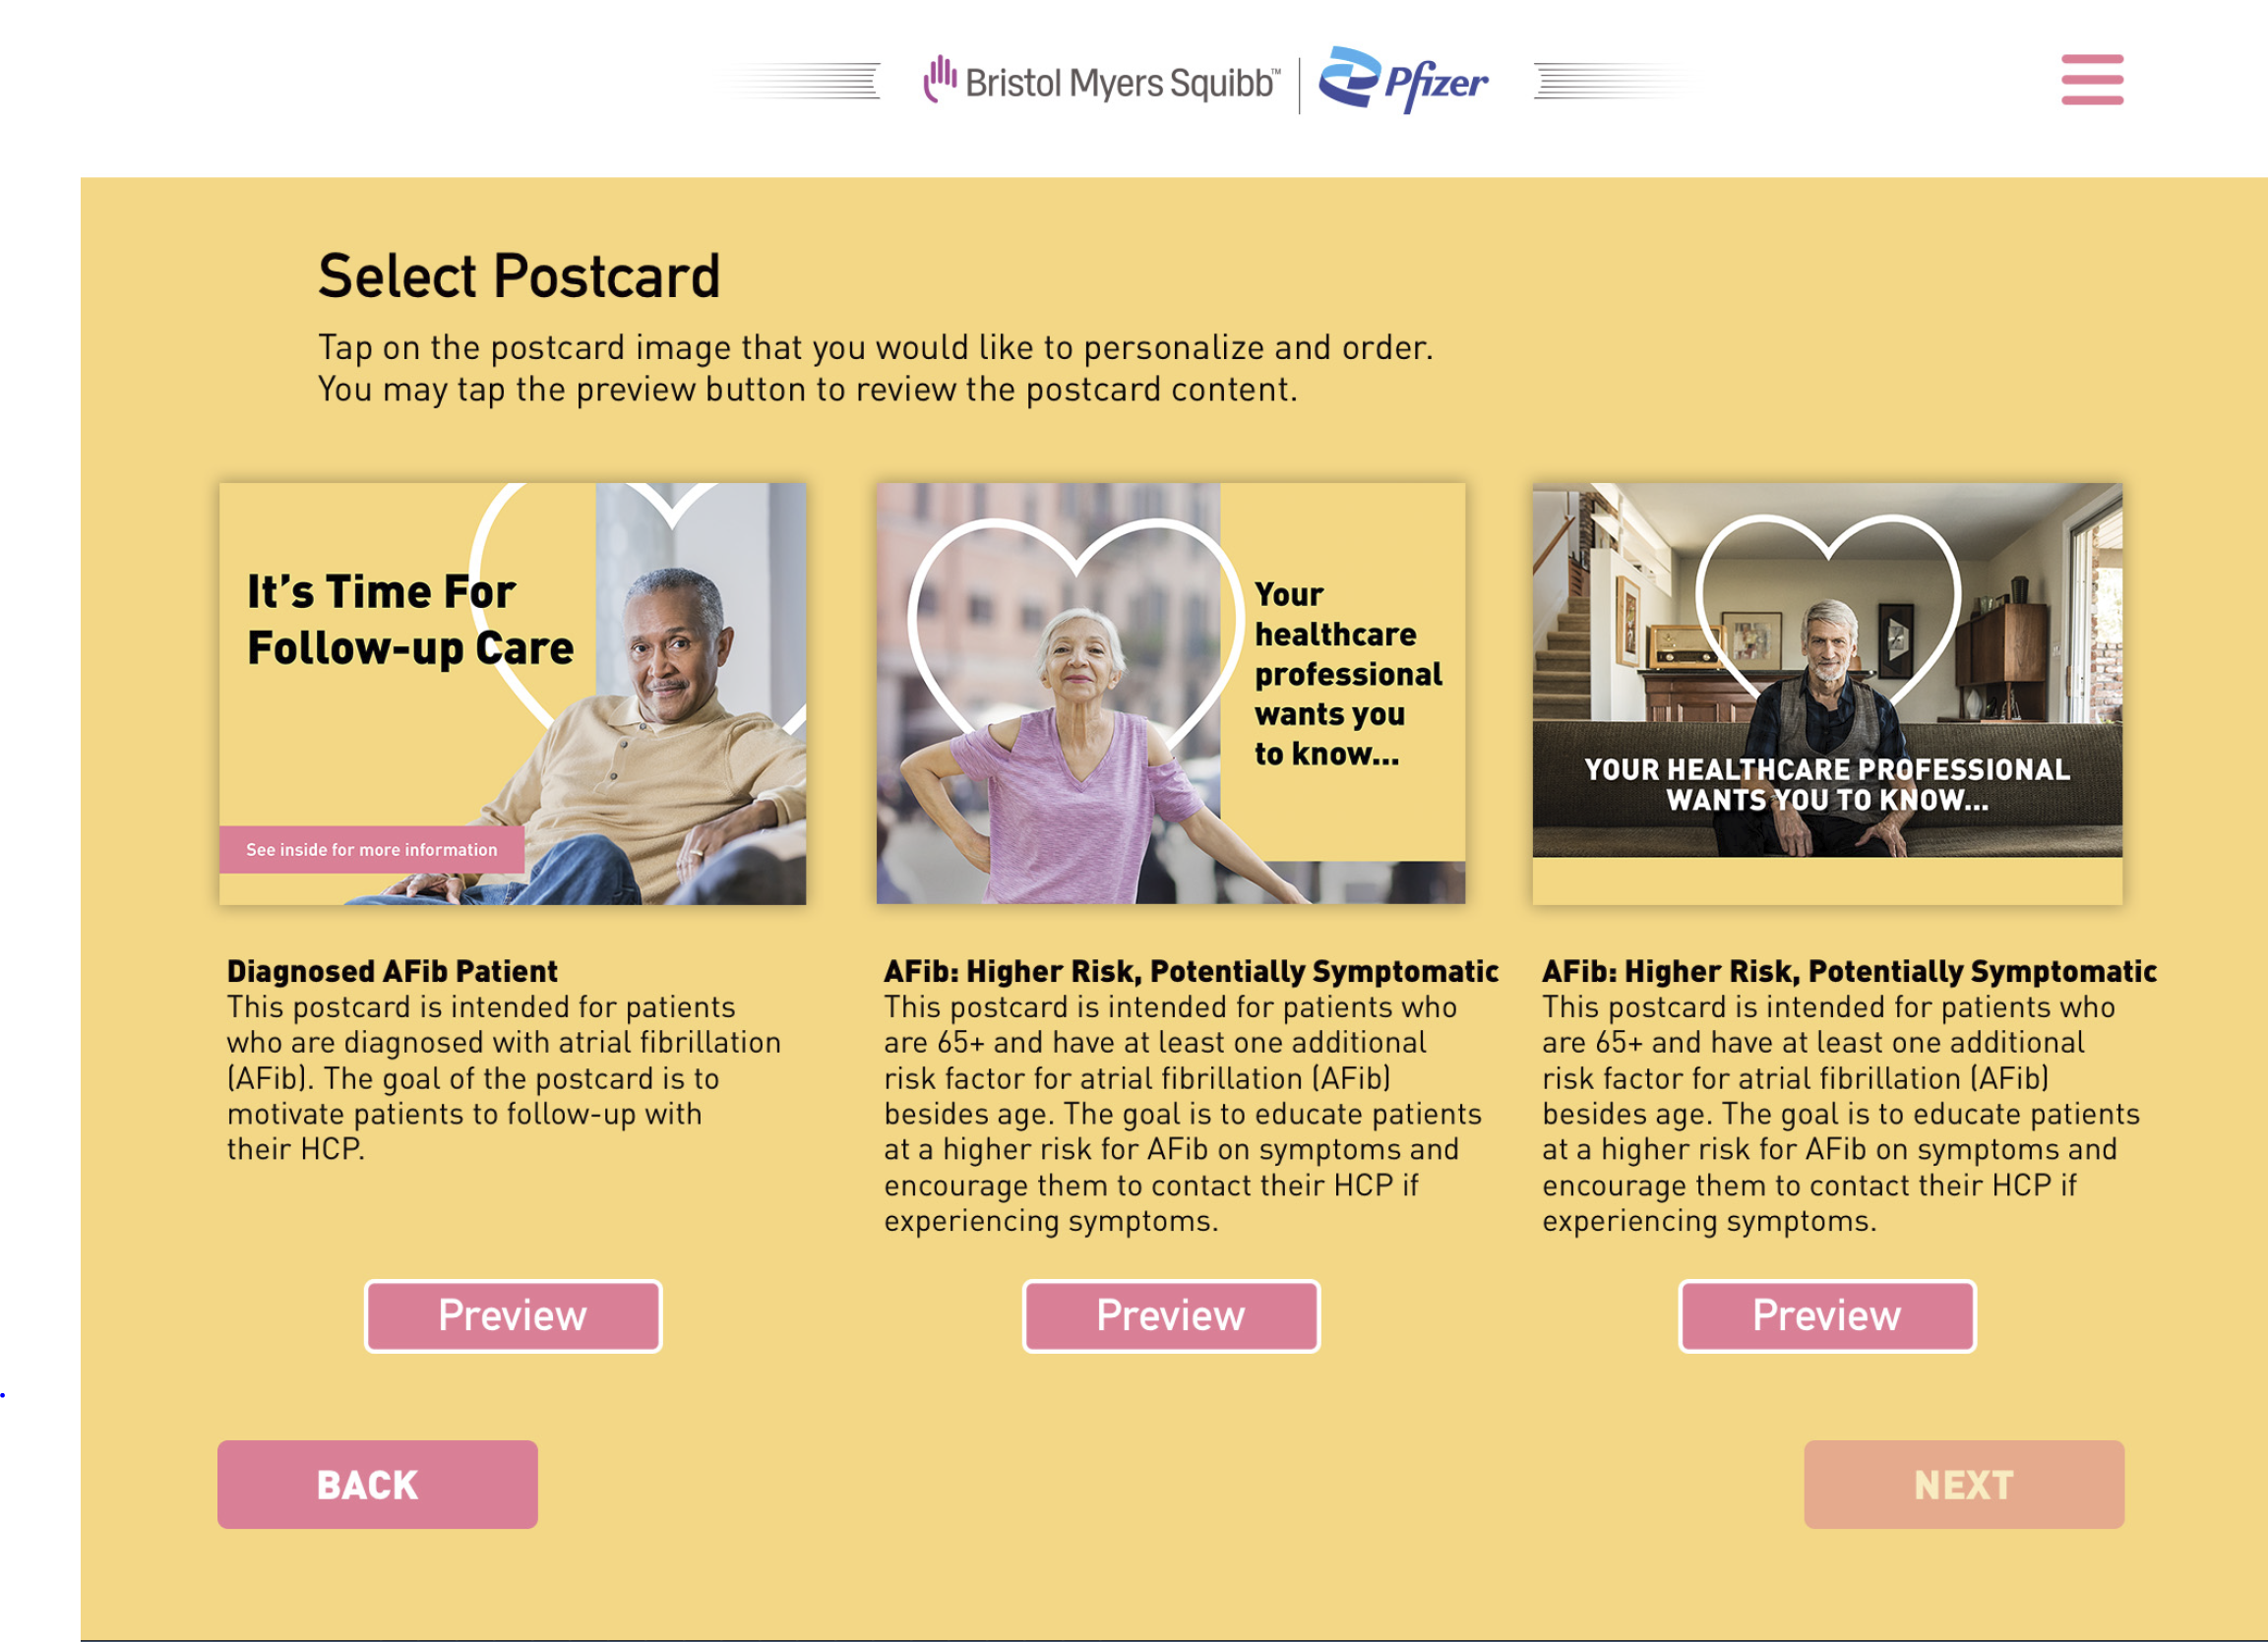 Bristol Myers Squibb™ | Pfizer
Select Postcard
Tap on the postcard image that you would like to personalize and order.
You may tap the preview button to review the postcard content.
It's Time For
Follow-up Care
See inside for more information
Your
healthcare
professional
wants you
to know...
YOUR HEALTHCARE PROFESSIONAL
WANTS YOU TO KNOW...
Diagnosed AFib Patient
This postcard is intended for patients
who are diagnosed with atrial fibrillation
(AFib). The goal of the postcard is to
motivate patients to follow-up with
their HCP.
AFib: Higher Risk, Potentially Symptomatic
This postcard is intended for patients who
are 65+ and have at least one additional
risk factor for atrial fibrillation (AFib)
besides age. The goal is to educate patients
at a higher risk for AFib on symptoms and
encourage them to contact their HCP if
experiencing symptoms.
AFib: Higher Risk, Potentially Symptomatic
This postcard is intended for patients who
are 65+ and have at least one additional
risk factor for atrial fibrillation (AFib)
besides age. The goal is to educate patients
at a higher risk for AFib on symptoms and
encourage them to contact their HCP if
experiencing symptoms.
Preview
Preview
Preview
BACK
NEXT